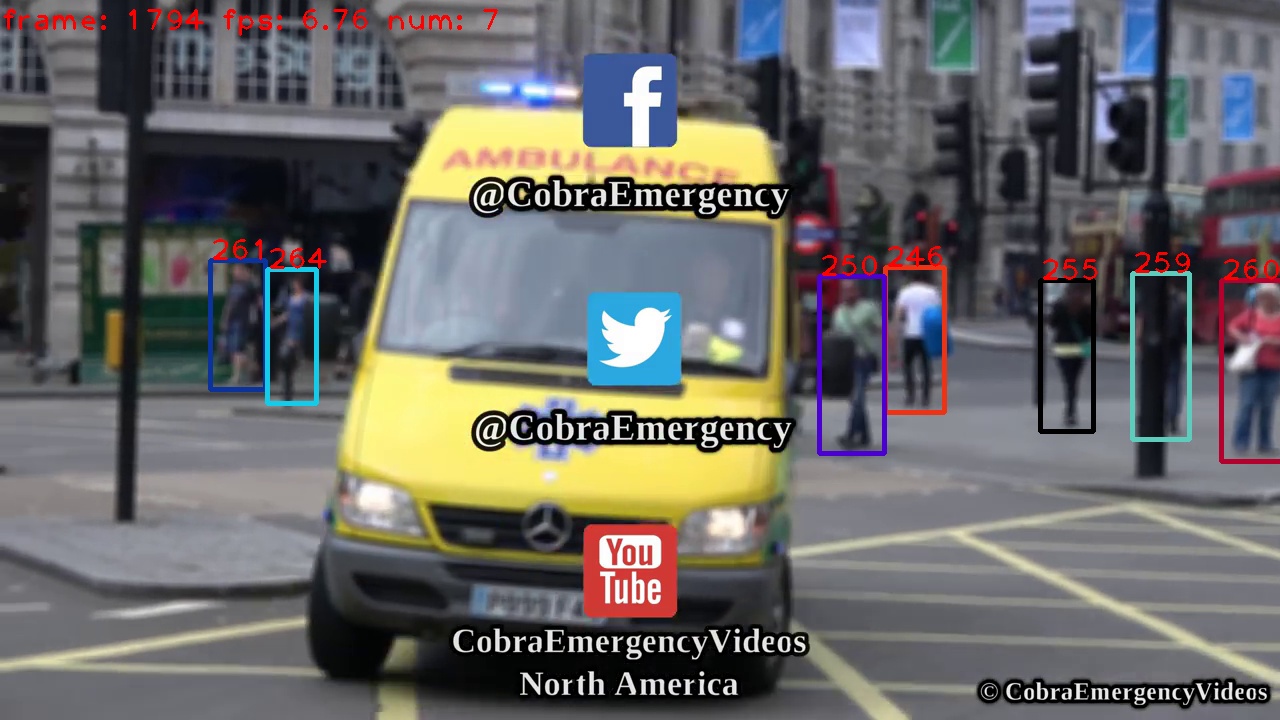 frame: 1794 fps: 6.76 num: 7
AMBULANCE
@CobraEmergency
261
264
250
246
255
259
260
@CobraEmergency
You
Tube
CobraEmergencyVideos
North America
© CobraEmergencyVideos